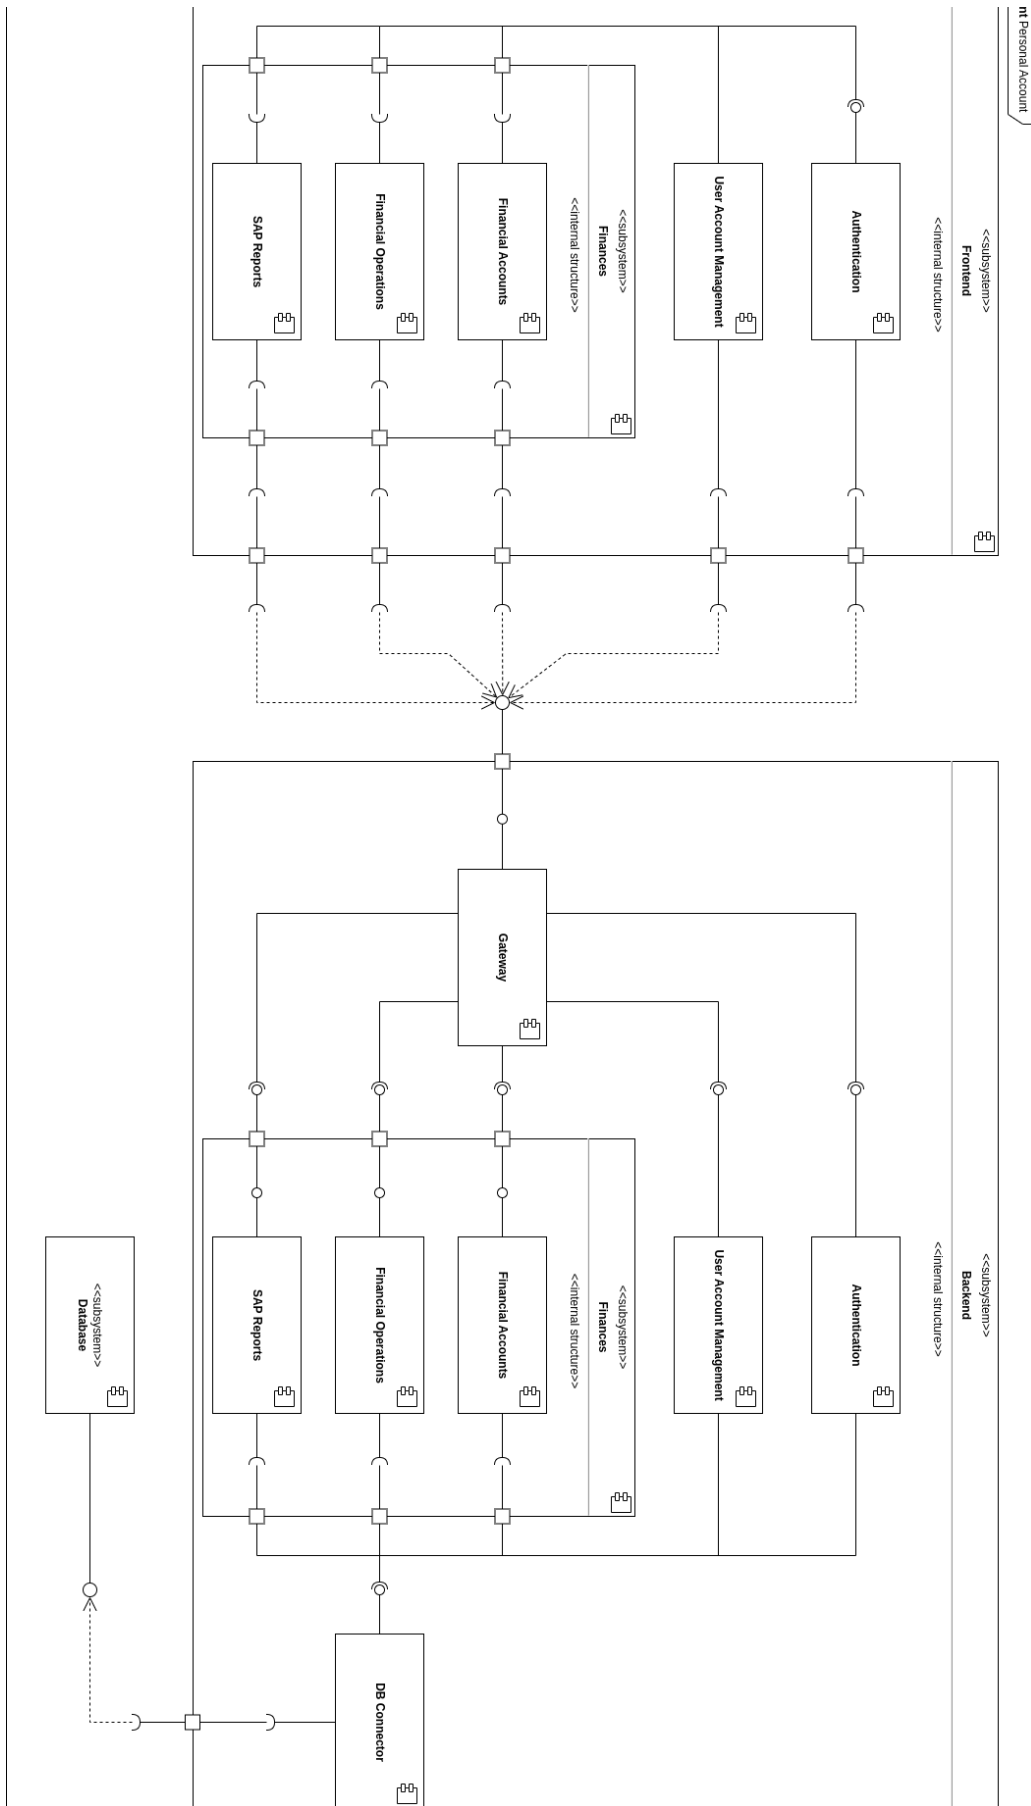 nt Personal Account
<<subsystem>>
Frontend
<<internal structure>>
Authentication
User Account Management
<<subsystem>>
Finances
<<internal structure>>
Financial Accounts
Financial Operations
SAP Reports
<<subsystem>>
Backend
<<internal structure>>
Gateway
Authentication
User Account Management
<<subsystem>>
Finances
<<internal structure>>
Financial Accounts
Financial Operations
SAP Reports
DB Connector
<<subsystem>>
Database